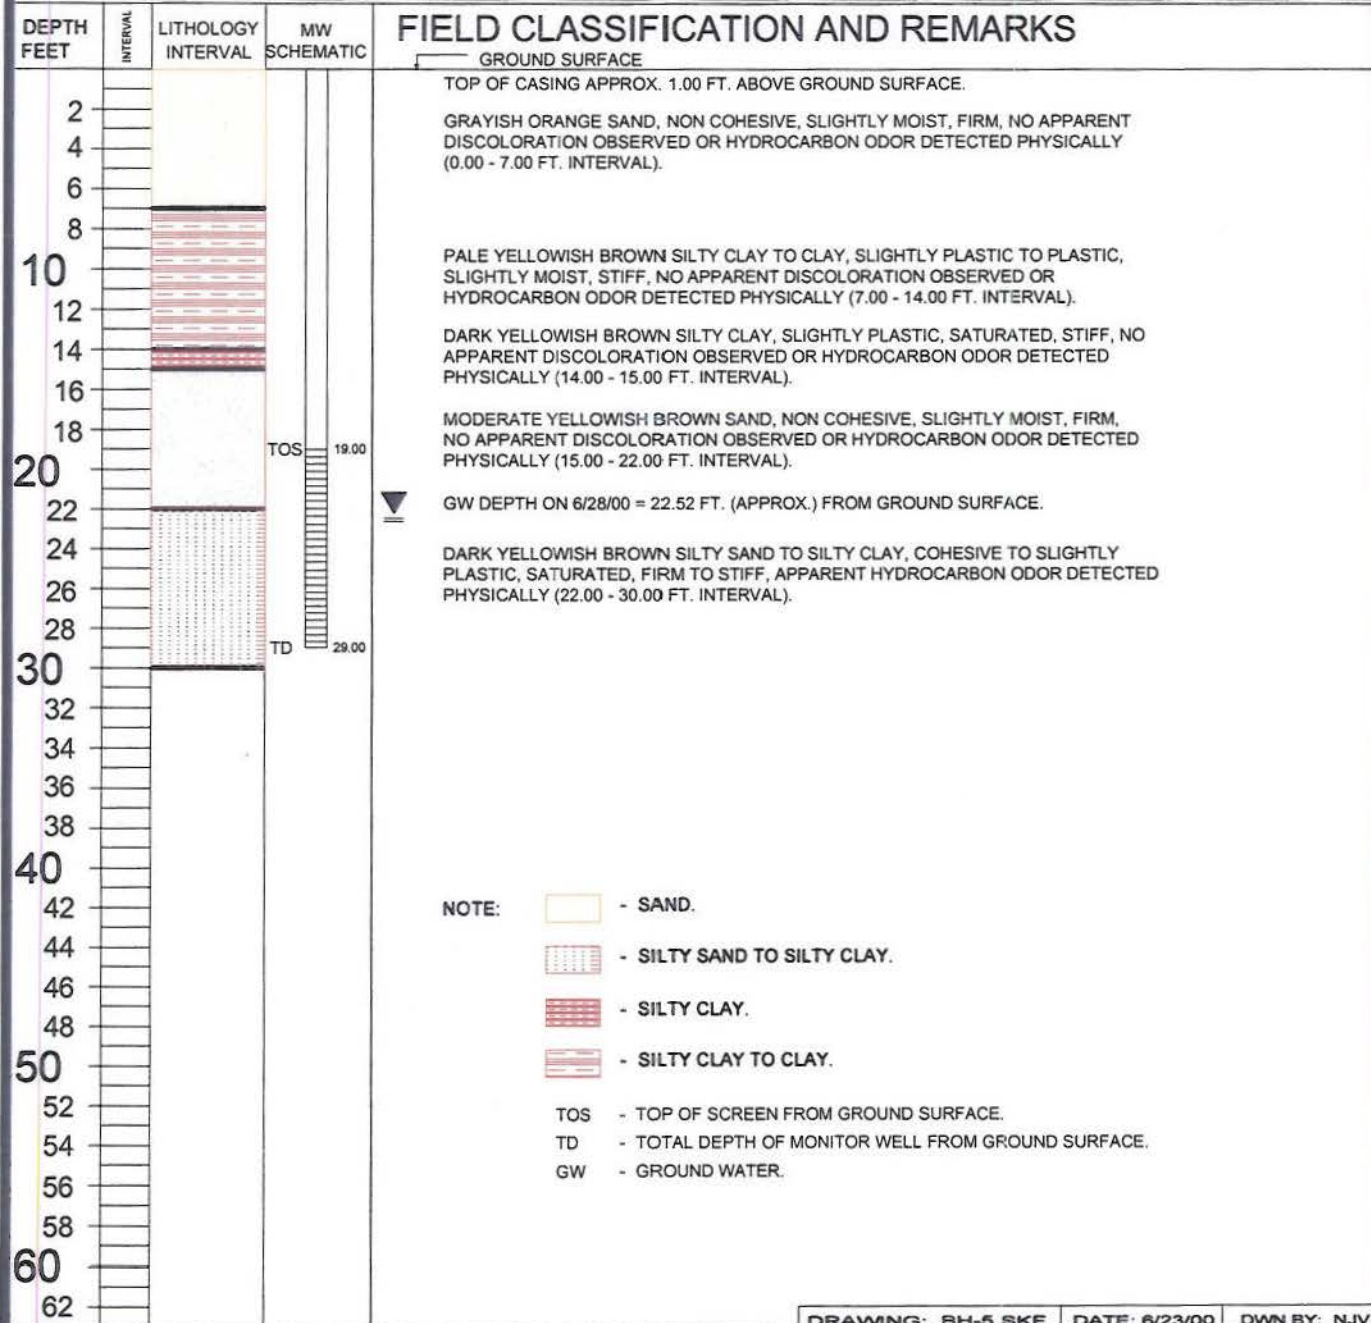 DEPTH FEET
INTERVAL
LITHOLOGY INTERVAL
MW SCHEMATIC
FIELD CLASSIFICATION AND REMARKS
GROUND SURFACE
TOP OF CASING APPROX. 1.00 FT. ABOVE GROUND SURFACE.
2
GRAYISH ORANGE SAND, NON COHESIVE, SLIGHTLY MOIST, FIRM, NO APPARENT
DISCOLORATION OBSERVED OR HYDROCARBON ODOR DETECTED PHYSICALLY
4
(0.00 - 7.00 FT. INTERVAL).
6
8
PALE YELLOWISH BROWN SILTY CLAY TO CLAY, SLIGHTLY PLASTIC TO PLASTIC,
10
SLIGHTLY MOIST, STIFF, NO APPARENT DISCOLORATION OBSERVED OR
HYDROCARBON ODOR DETECTED PHYSICALLY (7.00 - 14.00 FT. INTERVAL).
12
DARK YELLOWISH BROWN SILTY CLAY, SLIGHTLY PLASTIC, SATURATED, STIFF, NO
14
APPARENT DISCOLORATION OBSERVED OR HYDROCARBON ODOR DETECTED
PHYSICALLY (14.00 - 15.00 FT. INTERVAL).
16
MODERATE YELLOWISH BROWN SAND, NON COHESIVE, SLIGHTLY MOIST, FIRM,
18
NO APPARENT DISCOLORATION OBSERVED OR HYDROCARBON ODOR DETECTED
TOS 19.00
PHYSICALLY (15.00 - 22.00 FT. INTERVAL).
20
GW DEPTH ON 6/28/00 = 22.52 FT. (APPROX.) FROM GROUND SURFACE.
22
24
DARK YELLOWISH BROWN SILTY SAND TO SILTY CLAY, COHESIVE TO SLIGHTLY
PLASTIC, SATURATED, FIRM TO STIFF, APPARENT HYDROCARBON ODOR DETECTED
26
PHYSICALLY (22.00 - 30.00 FT. INTERVAL).
28
TD 29.00
30
32
34
36
38
40
42
NOTE: - SAND.
44
- SILTY SAND TO SILTY CLAY.
46
48
- SILTY CLAY.
50
- SILTY CLAY TO CLAY.
52
TOS - TOP OF SCREEN FROM GROUND SURFACE.
54
TD - TOTAL DEPTH OF MONITOR WELL FROM GROUND SURFACE.
56
GW - GROUND WATER.
58
60
62
DRAWING: BH-5.SKF DATE: 6/23/00 DWN BY: NJV